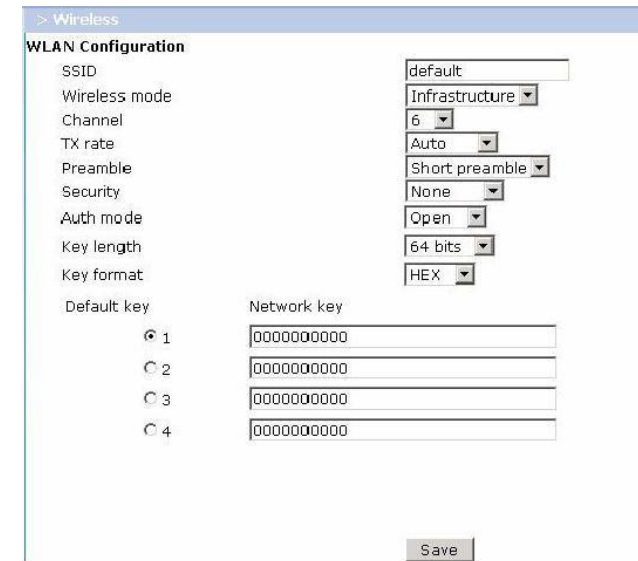 > Wireless
WLAN Configuration
SSID default
Wireless mode Infrastructure
Channel 6
TX rate Auto
Preamble Short preamble
Security None
Auth mode Open
Key length 64 bits
Key format HEX
Default key Network key
1 0000000000
2 0000000000
3 0000000000
4 0000000000
Save